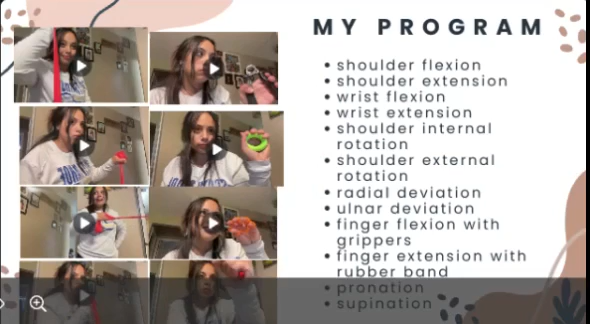 MY PROGRAM
• shoulder flexion
• shoulder extension
• wrist flexion
• wrist extension
• shoulder internal
rotation
• shoulder external
rotation
• radial deviation
• ulnar deviation
• finger flexion with
grippers
• finger extension with
rubber band
• pronation
• supination